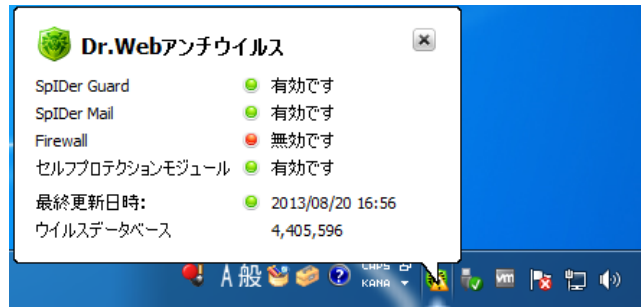 Dr.Webアンチウイルス
SpIDer Guard 有効です
SpIDer Mail 有効です
Firewall 無効です
セルフプロテクションモジュール 有効です
最終更新日時: 2013/08/20 16:56
ウイルスデータベース 4,405,596
A 般 CAPS
KANA
vm